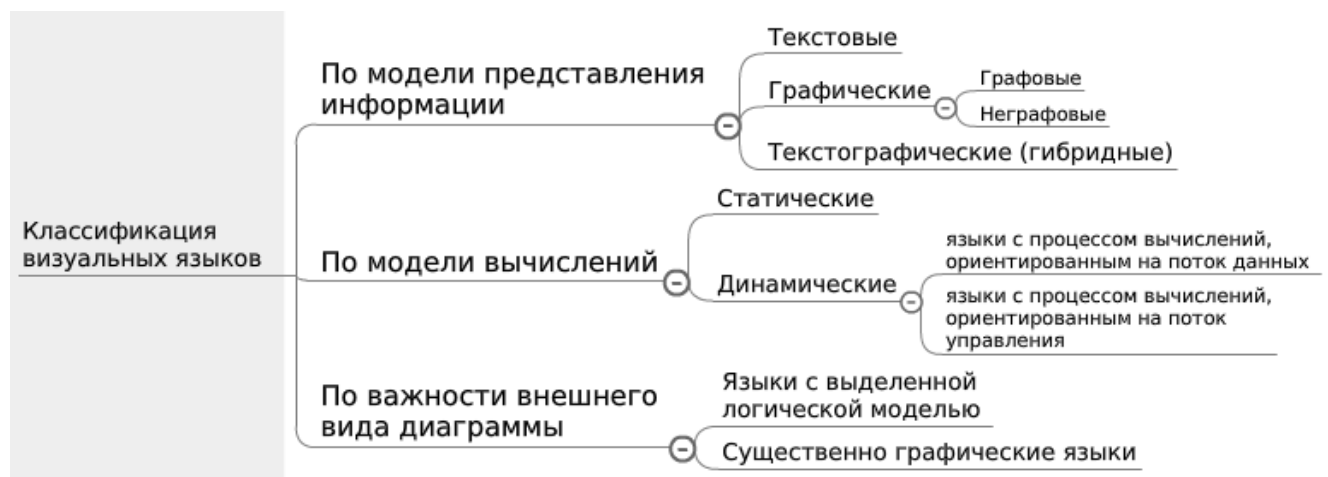 Классификация
визуальных языков
По модели представления
информации
Текстовые
Графические
Графовые
Неграфовые
Текстографические (гибридные)
По модели вычислений
Статические
Динамические
языки с процессом вычислений,
ориентированным на поток данных
языки с процессом вычислений,
ориентированным на поток
управления
По важности внешнего
вида диаграммы
Языки с выделенной
логической моделью
Существенно графические языки